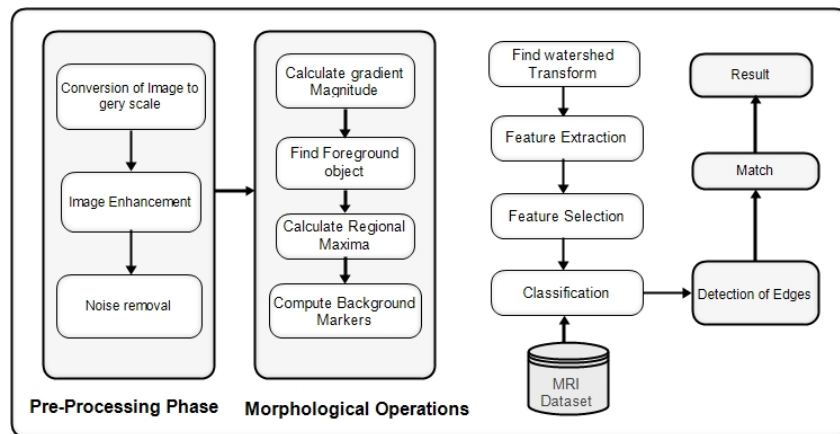 Conversion of Image to
gery scale
Image Enhancement
Noise removal
Pre-Processing Phase
Calculate gradient
Magnitude
Find Foreground
object
Calculate Regional
Maxima
Compute Background
Markers
Morphological Operations
Find watershed
Transform
Feature Extraction
Feature Selection
Classification
MRI
Dataset
Detection of Edges
Match
Result